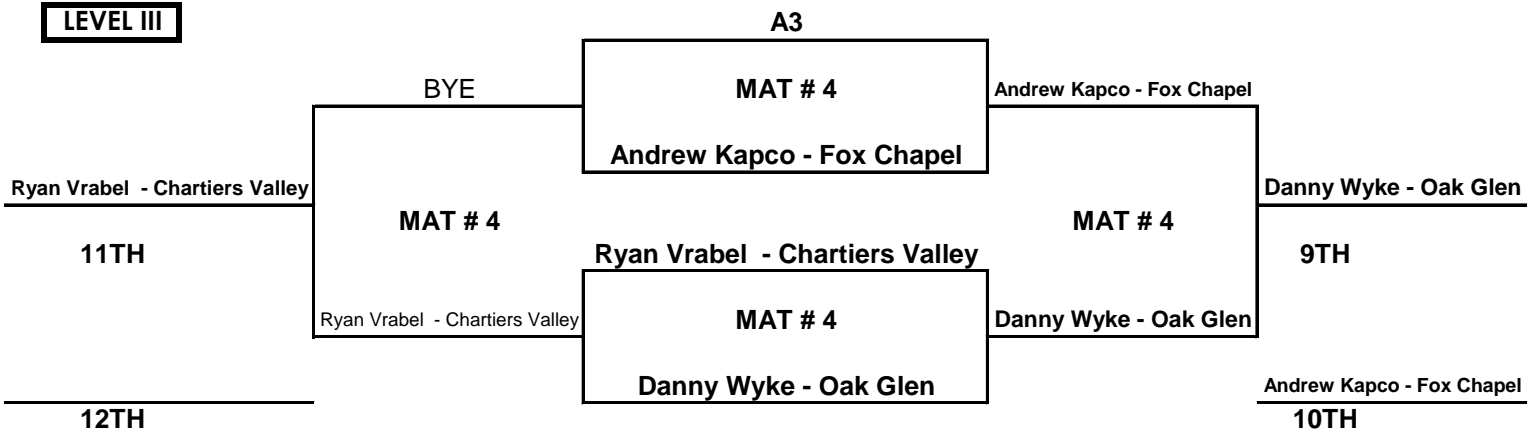 LEVEL III
A3
BYE
MAT # 4
Andrew Kapco - Fox Chapel
Andrew Kapco - Fox Chapel
Ryan Vrabel  - Chartiers Valley
Danny Wyke - Oak Glen
MAT # 4
MAT # 4
11TH
Ryan Vrabel  - Chartiers Valley
9TH
Ryan Vrabel  - Chartiers Valley
MAT # 4
Danny Wyke - Oak Glen
Danny Wyke - Oak Glen
Andrew Kapco - Fox Chapel
12TH
10TH